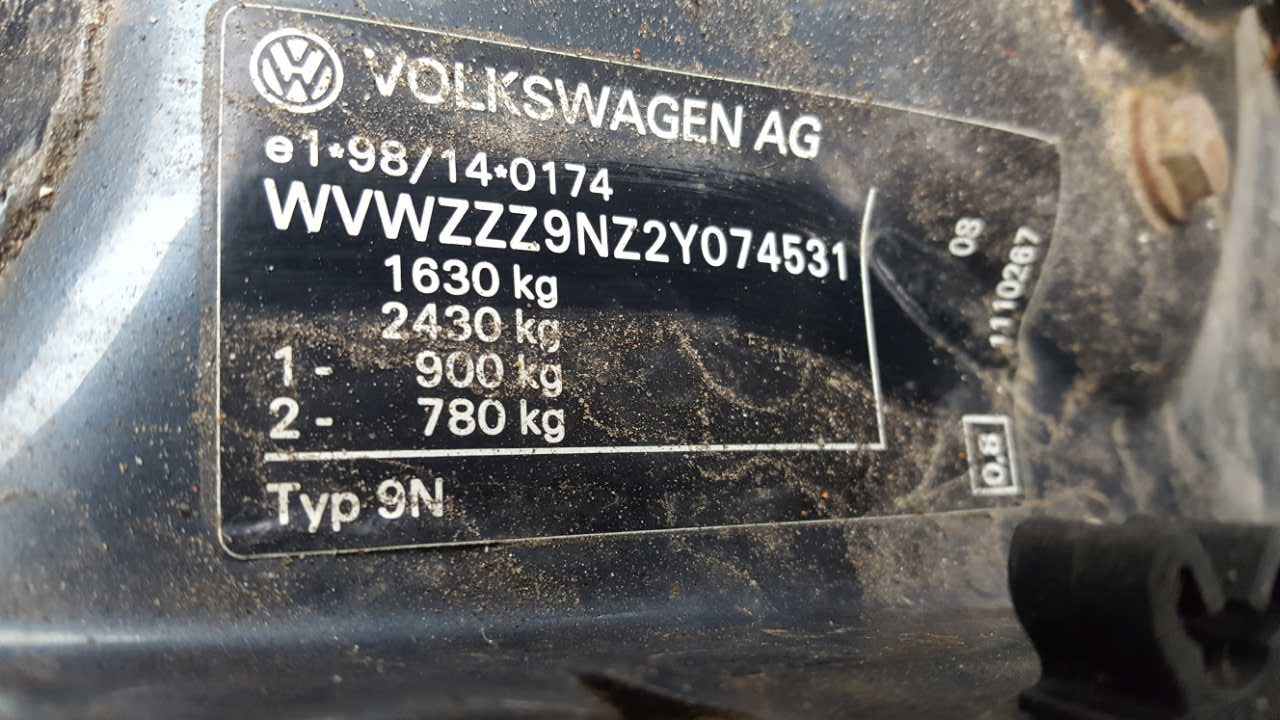 VOLKSWAGEN AG
e1*98/14*0174
WVWZZZ9NZ2Y074531
1630 kg
2430 kg
1 - 900 kg
2 - 780 kg
Typ 9N
08
1110267
0.8